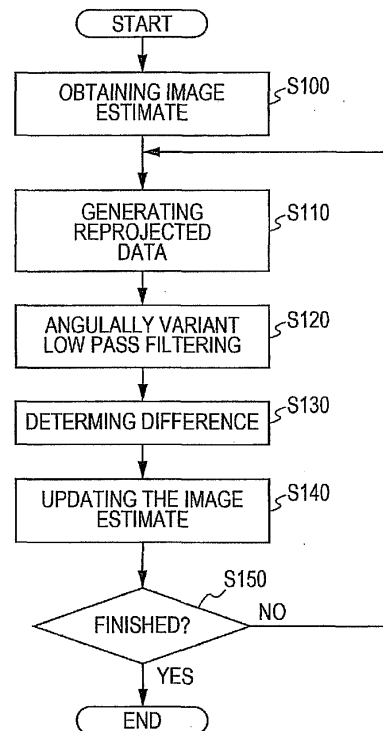 START
OBTAINING IMAGE
ESTIMATE
S100
GENERATING
REPROJECTED
DATA
S110
ANGULALLY VARIANT
LOW PASS FILTERING
S120
DETERMING DIFFERENCE
S130
UPDATING THE IMAGE
ESTIMATE
S140
S150
FINISHED?
NO
YES
END